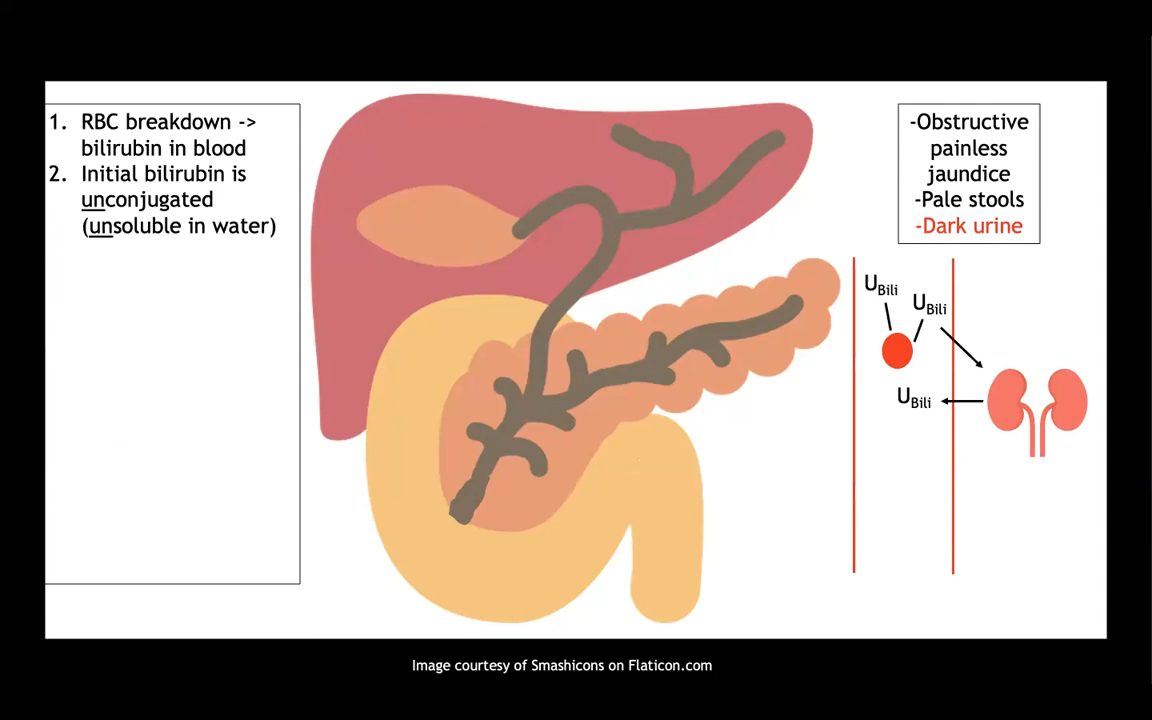 1. RBC breakdown ->
bilirubin in blood
2. Initial bilirubin is
unconjugated
(unsoluble in water)
-Obstructive
painless
jaundice
-Pale stools
-Dark urine
UBili
UBili
UBili
Image courtesy of Smashicons on Flaticon.com